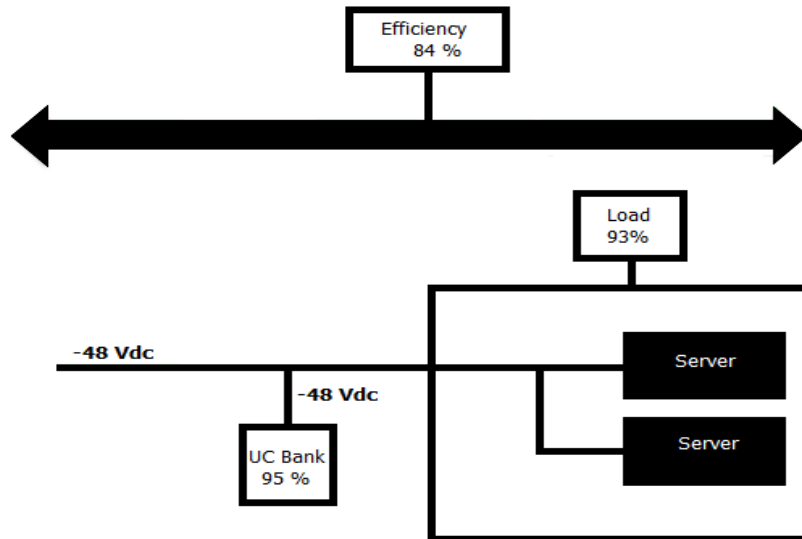 Efficiency
84 %
Load
93%
-48 Vdc
Server
-48 Vdc
Server
UC Bank
95 %